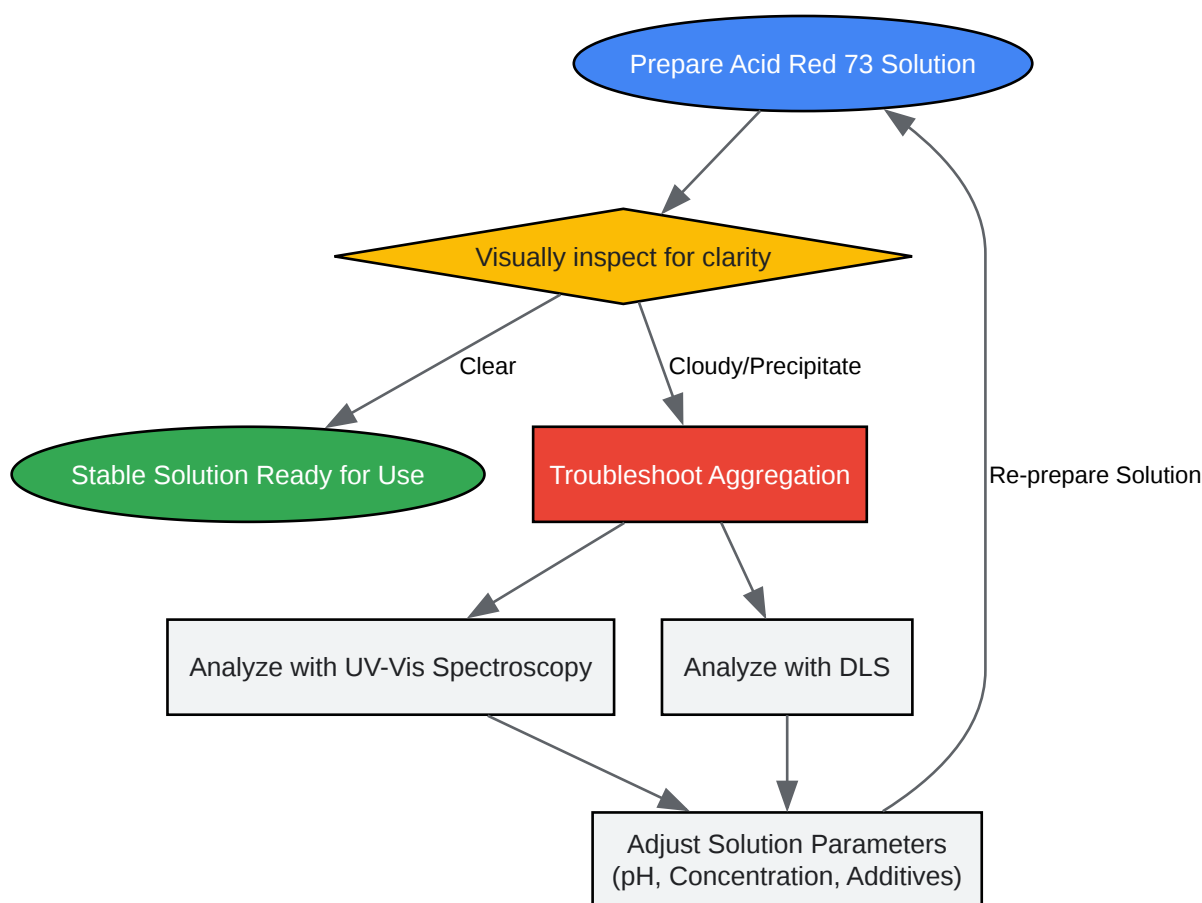 Prepare Acid Red 73 Solution
Visually inspect for clarity
Clear
Cloudy/Precipitate
Stable Solution Ready for Use
Troubleshoot Aggregation
Re-prepare Solution
Analyze with UV-Vis Spectroscopy
Analyze with DLS
Adjust Solution Parameters
(pH, Concentration, Additives)